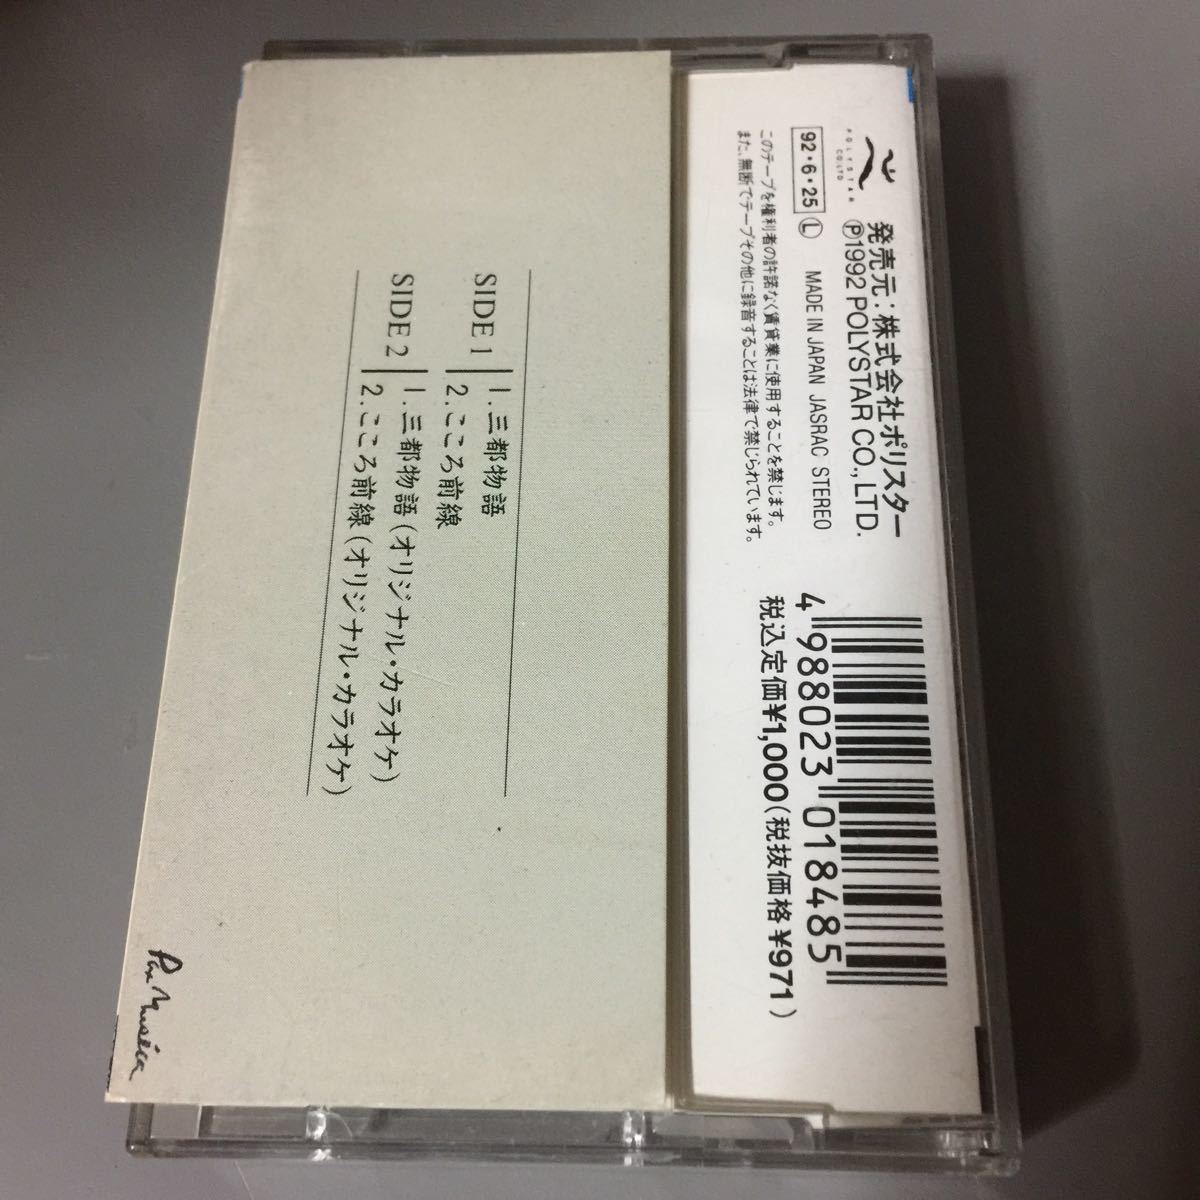 SIDE 1
1.三都物語
2.こころ前線
SIDE 2
1.三都物語(オリジナル・カラオケ)
2.こころ前線(オリジナル・カラオケ)
Pax Musica
POLYSTAR
CO.,LTD
発売元:株式会社ポリスター
Ⓟ1992 POLYSTAR CO.,LTD.
92・6・25 Ⓛ MADE IN JAPAN JASRAC STEREO
このテープを権利者の許諾なく賃貸業に使用することを禁じます。
また、無断でテープその他に録音することは法律で禁じられています。
4 988023 018485
税込定価¥1,000(税抜価格¥971)